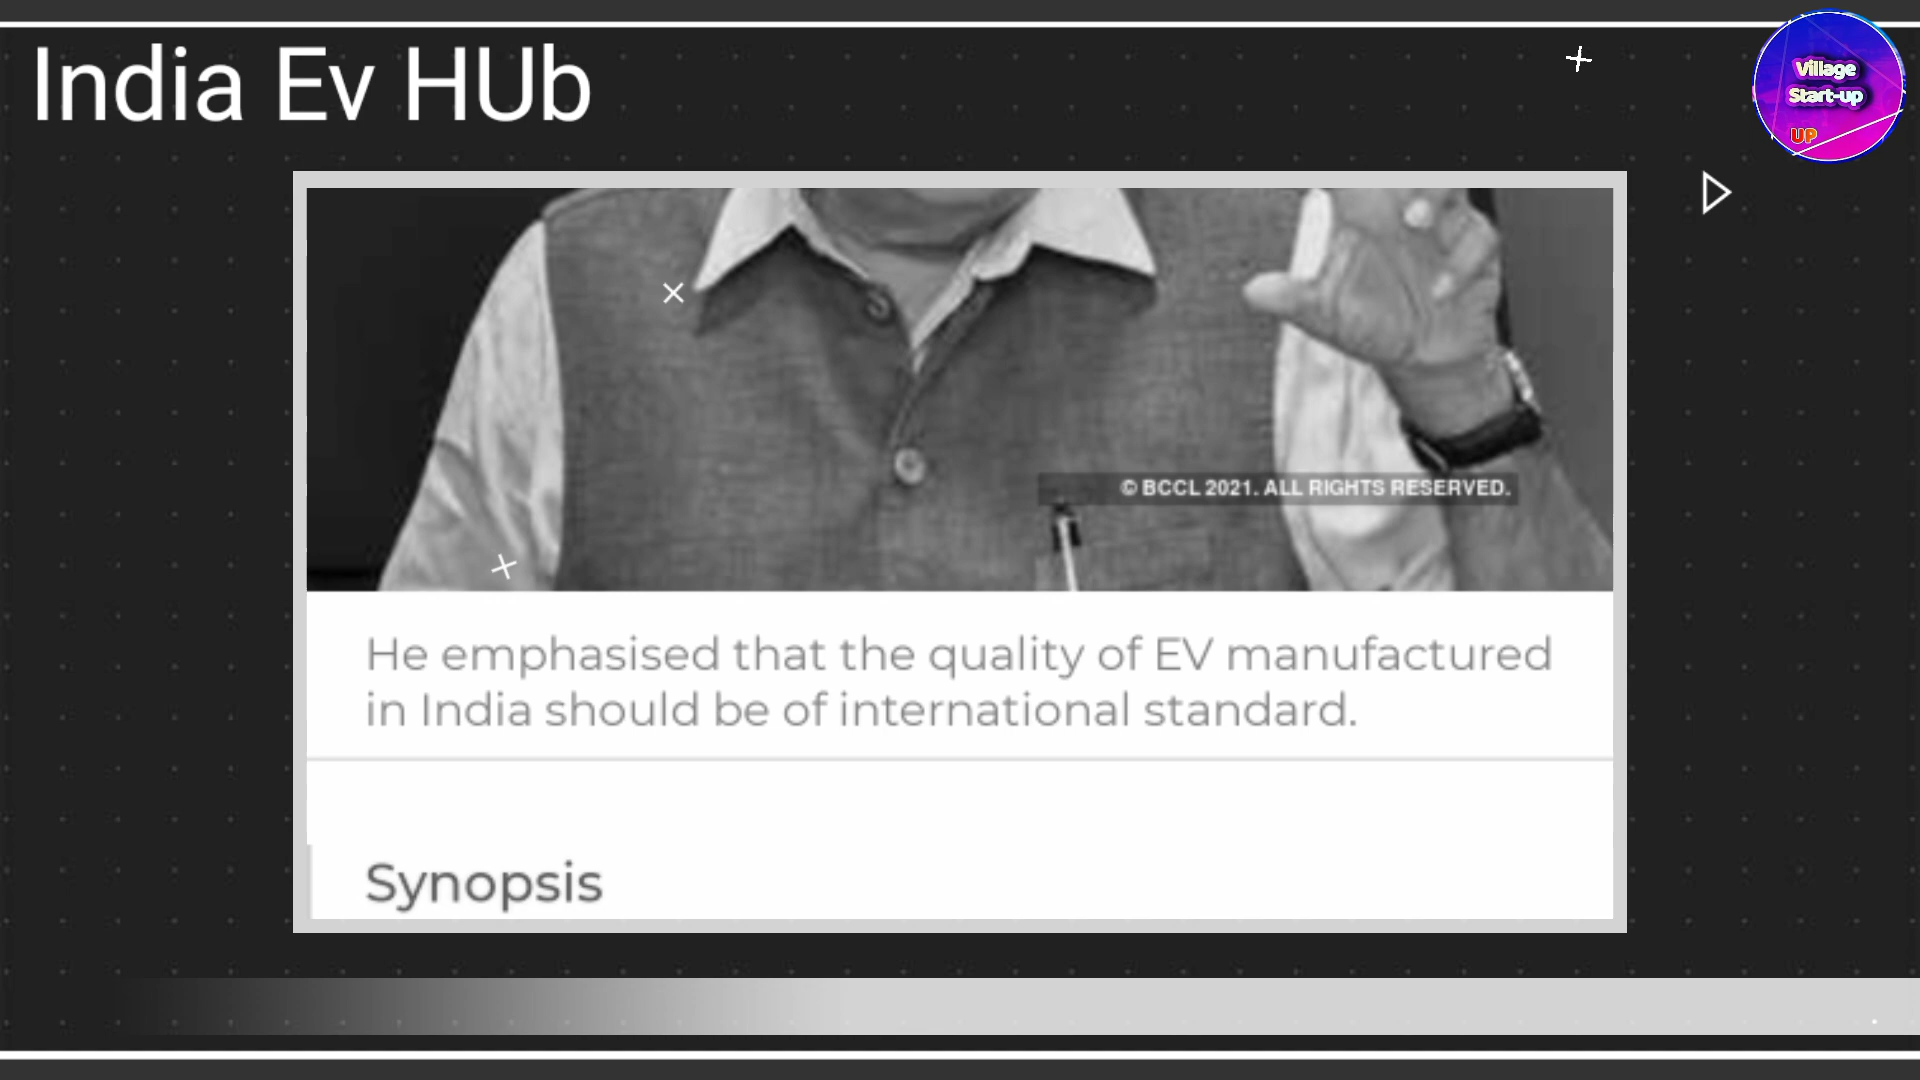 India Ev HUb
Village
Start-up
UP
© BCCL 2021. ALL RIGHTS RESERVED.
He emphasised that the quality of EV manufactured
in India should be of international standard.
Synopsis